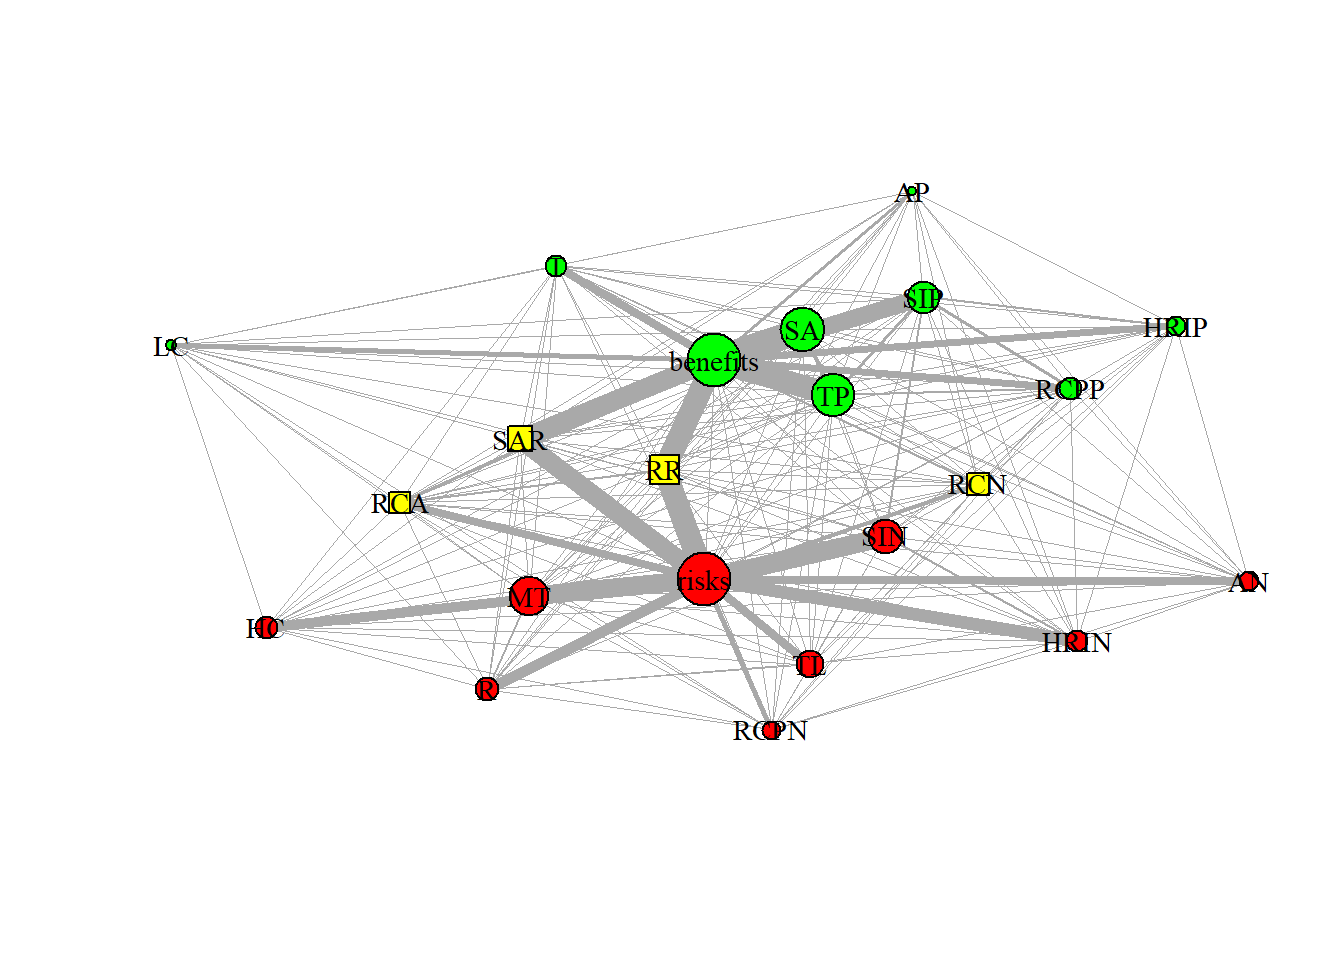 AP
I
SIP
HRIP
SA
LC
benefits
RCPP
TP
SAR
RR
RCN
RCA
SIN
risks
AN
MT
HC
HRIN
TL
R
RCPN